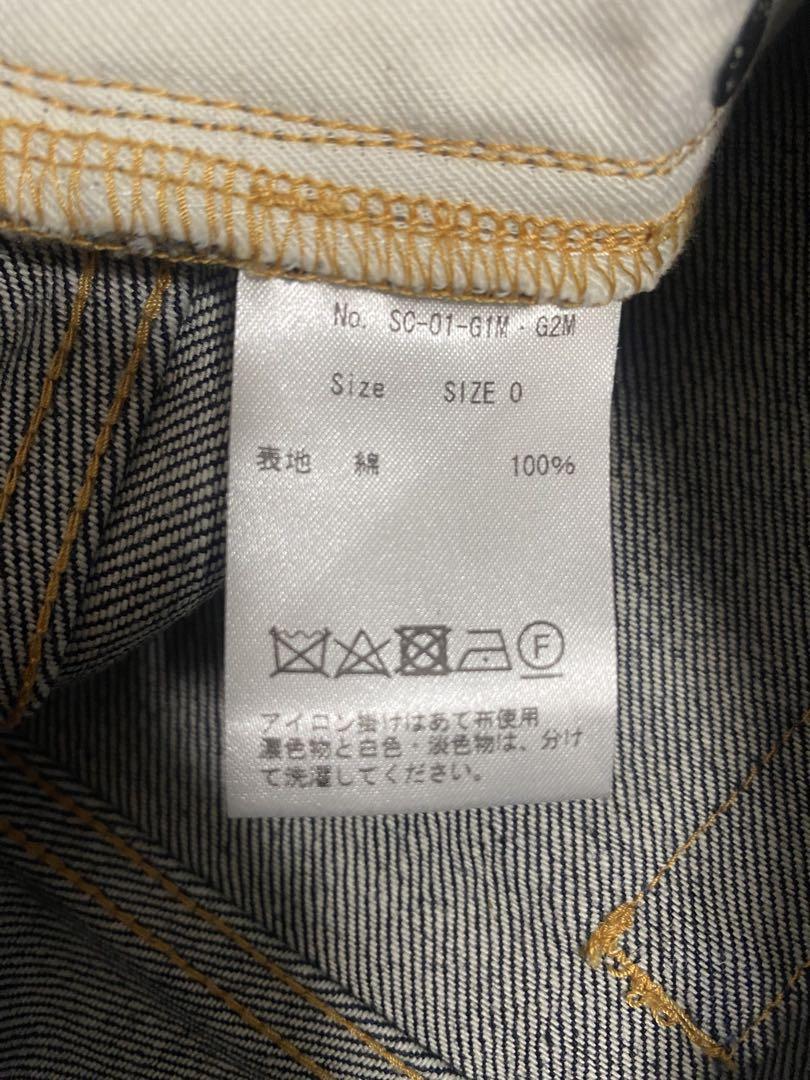 No. SC-01-G1M・G2M
Size SIZE 0
表地 綿 100%
F
アイロン掛けはあて布使用
濃色物と白色・淡色物は、分け
て洗濯してください。